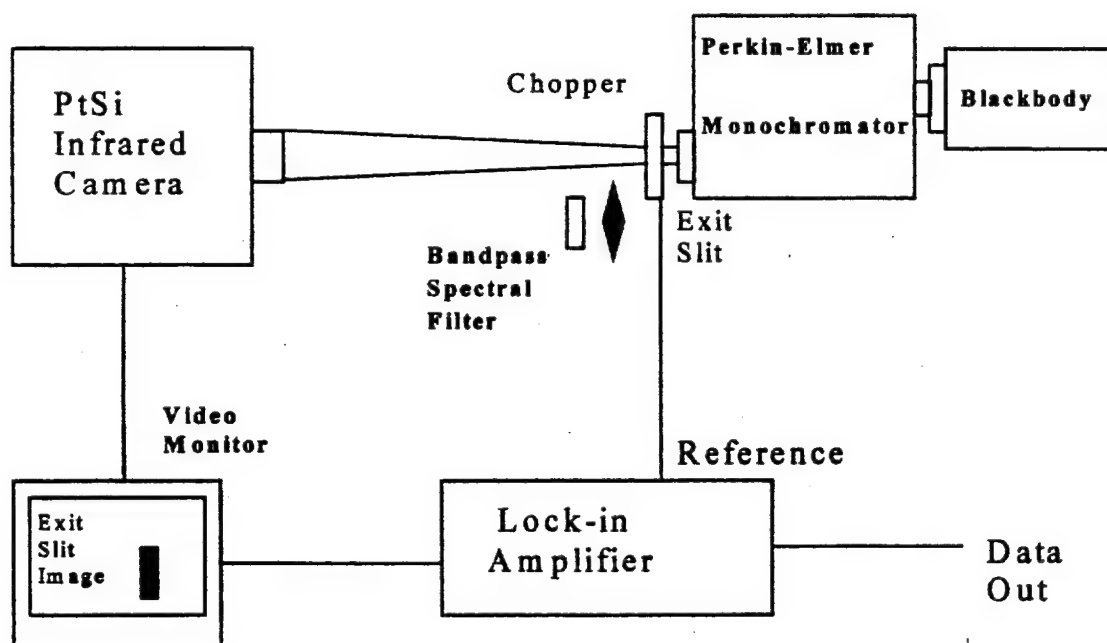 PtSi
Infrared
Camera
Chopper
Perkin-Elmer
Monochromator
Blackbody
Exit
Slit
Bandpass
Spectral
Filter
Video
Monitor
Reference
Exit
Slit
Image
Lock-in
Amplifier
Data
Out